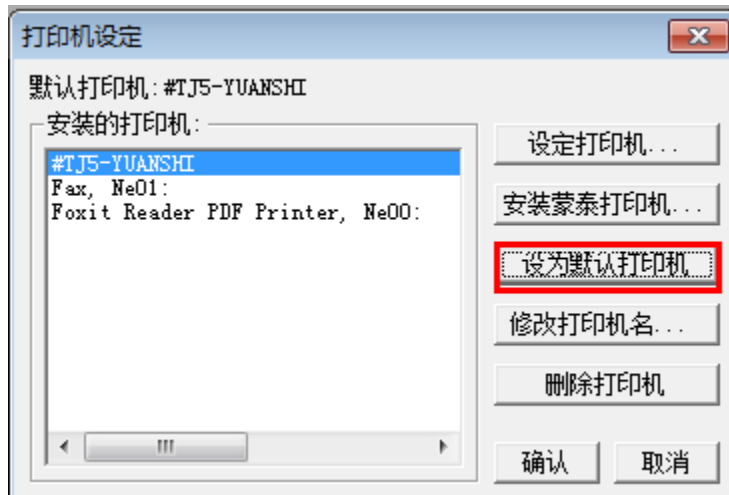 打印机设定
默认打印机:#TJ5-YUANSHI
安装的打印机:
#TJ5-YUANSHI
Fax, Ne01:
Foxit Reader PDF Printer, Ne00:
设定打印机...
安装蒙泰打印机...
设为默认打印机
修改打印机名...
删除打印机
确认
取消